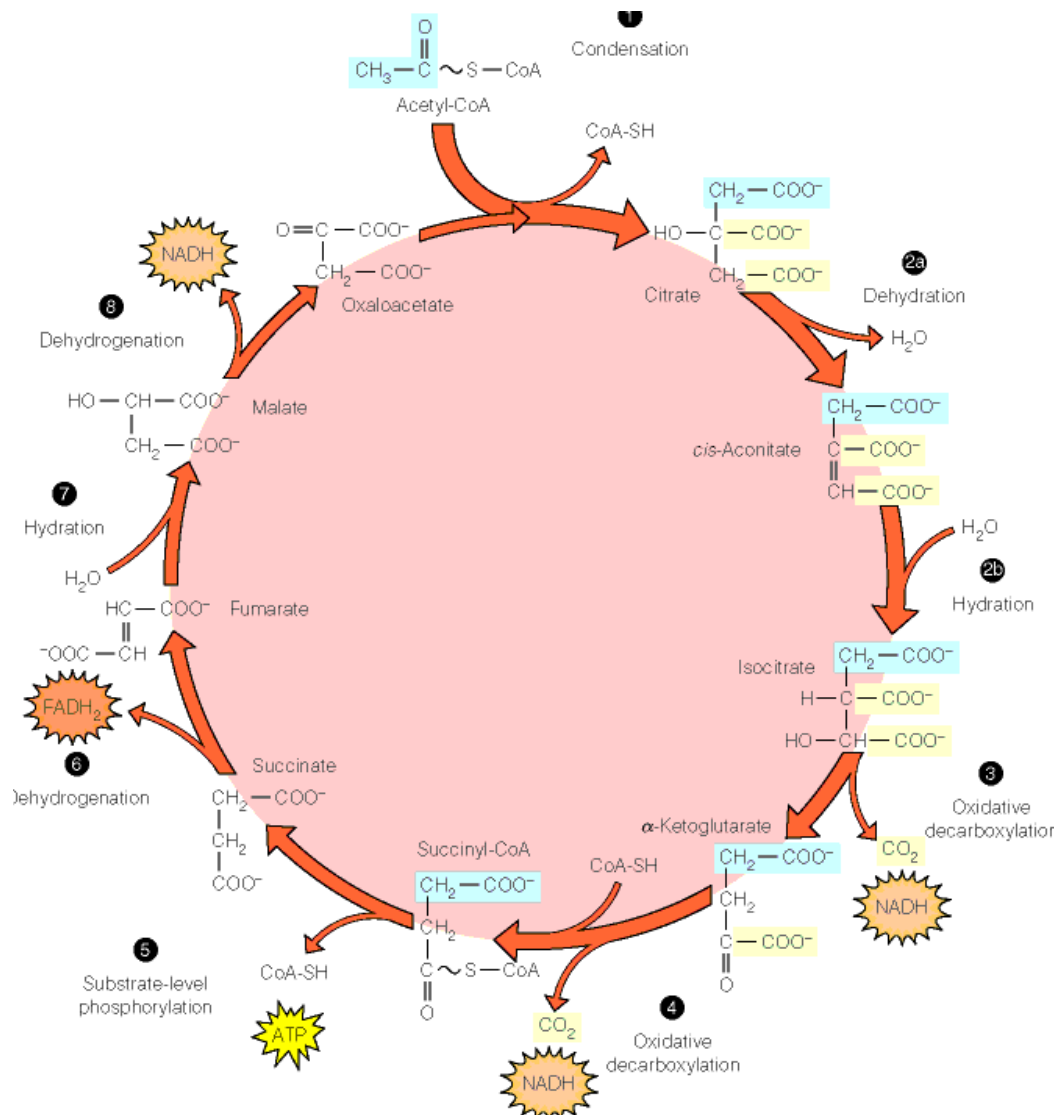 1
Condensation
O
CH3—C~S—CoA
Acetyl-CoA
CoA-SH
CH2—COO⁻
HO—C—COO⁻
CH2—COO⁻
Citrate
2a
Dehydration
H2O
CH2—COO⁻
cis-Aconitate
C—COO⁻
CH—COO⁻
H2O
2b
Hydration
Isocitrate
CH2—COO⁻
H—C—COO⁻
HO—CH—COO⁻
3
Oxidative
decarboxylation
CO2
NADH
α-Ketoglutarate
CH2—COO⁻
CH2
C—COO⁻
O
CoA-SH
4
Oxidative
decarboxylation
CO2
NADH
Succinyl-CoA
CH2—COO⁻
CH2
C~S—CoA
O
5
Substrate-level
phosphorylation
CoA-SH
ATP
Succinate
CH2—COO⁻
CH2
COO⁻
6
Dehydrogenation
FADH2
Fumarate
HC—COO⁻
⁻OOC—CH
7
Hydration
H2O
Malate
HO—CH—COO⁻
CH2—COO⁻
8
Dehydrogenation
NADH
O=C—COO⁻
CH2—COO⁻
Oxaloacetate